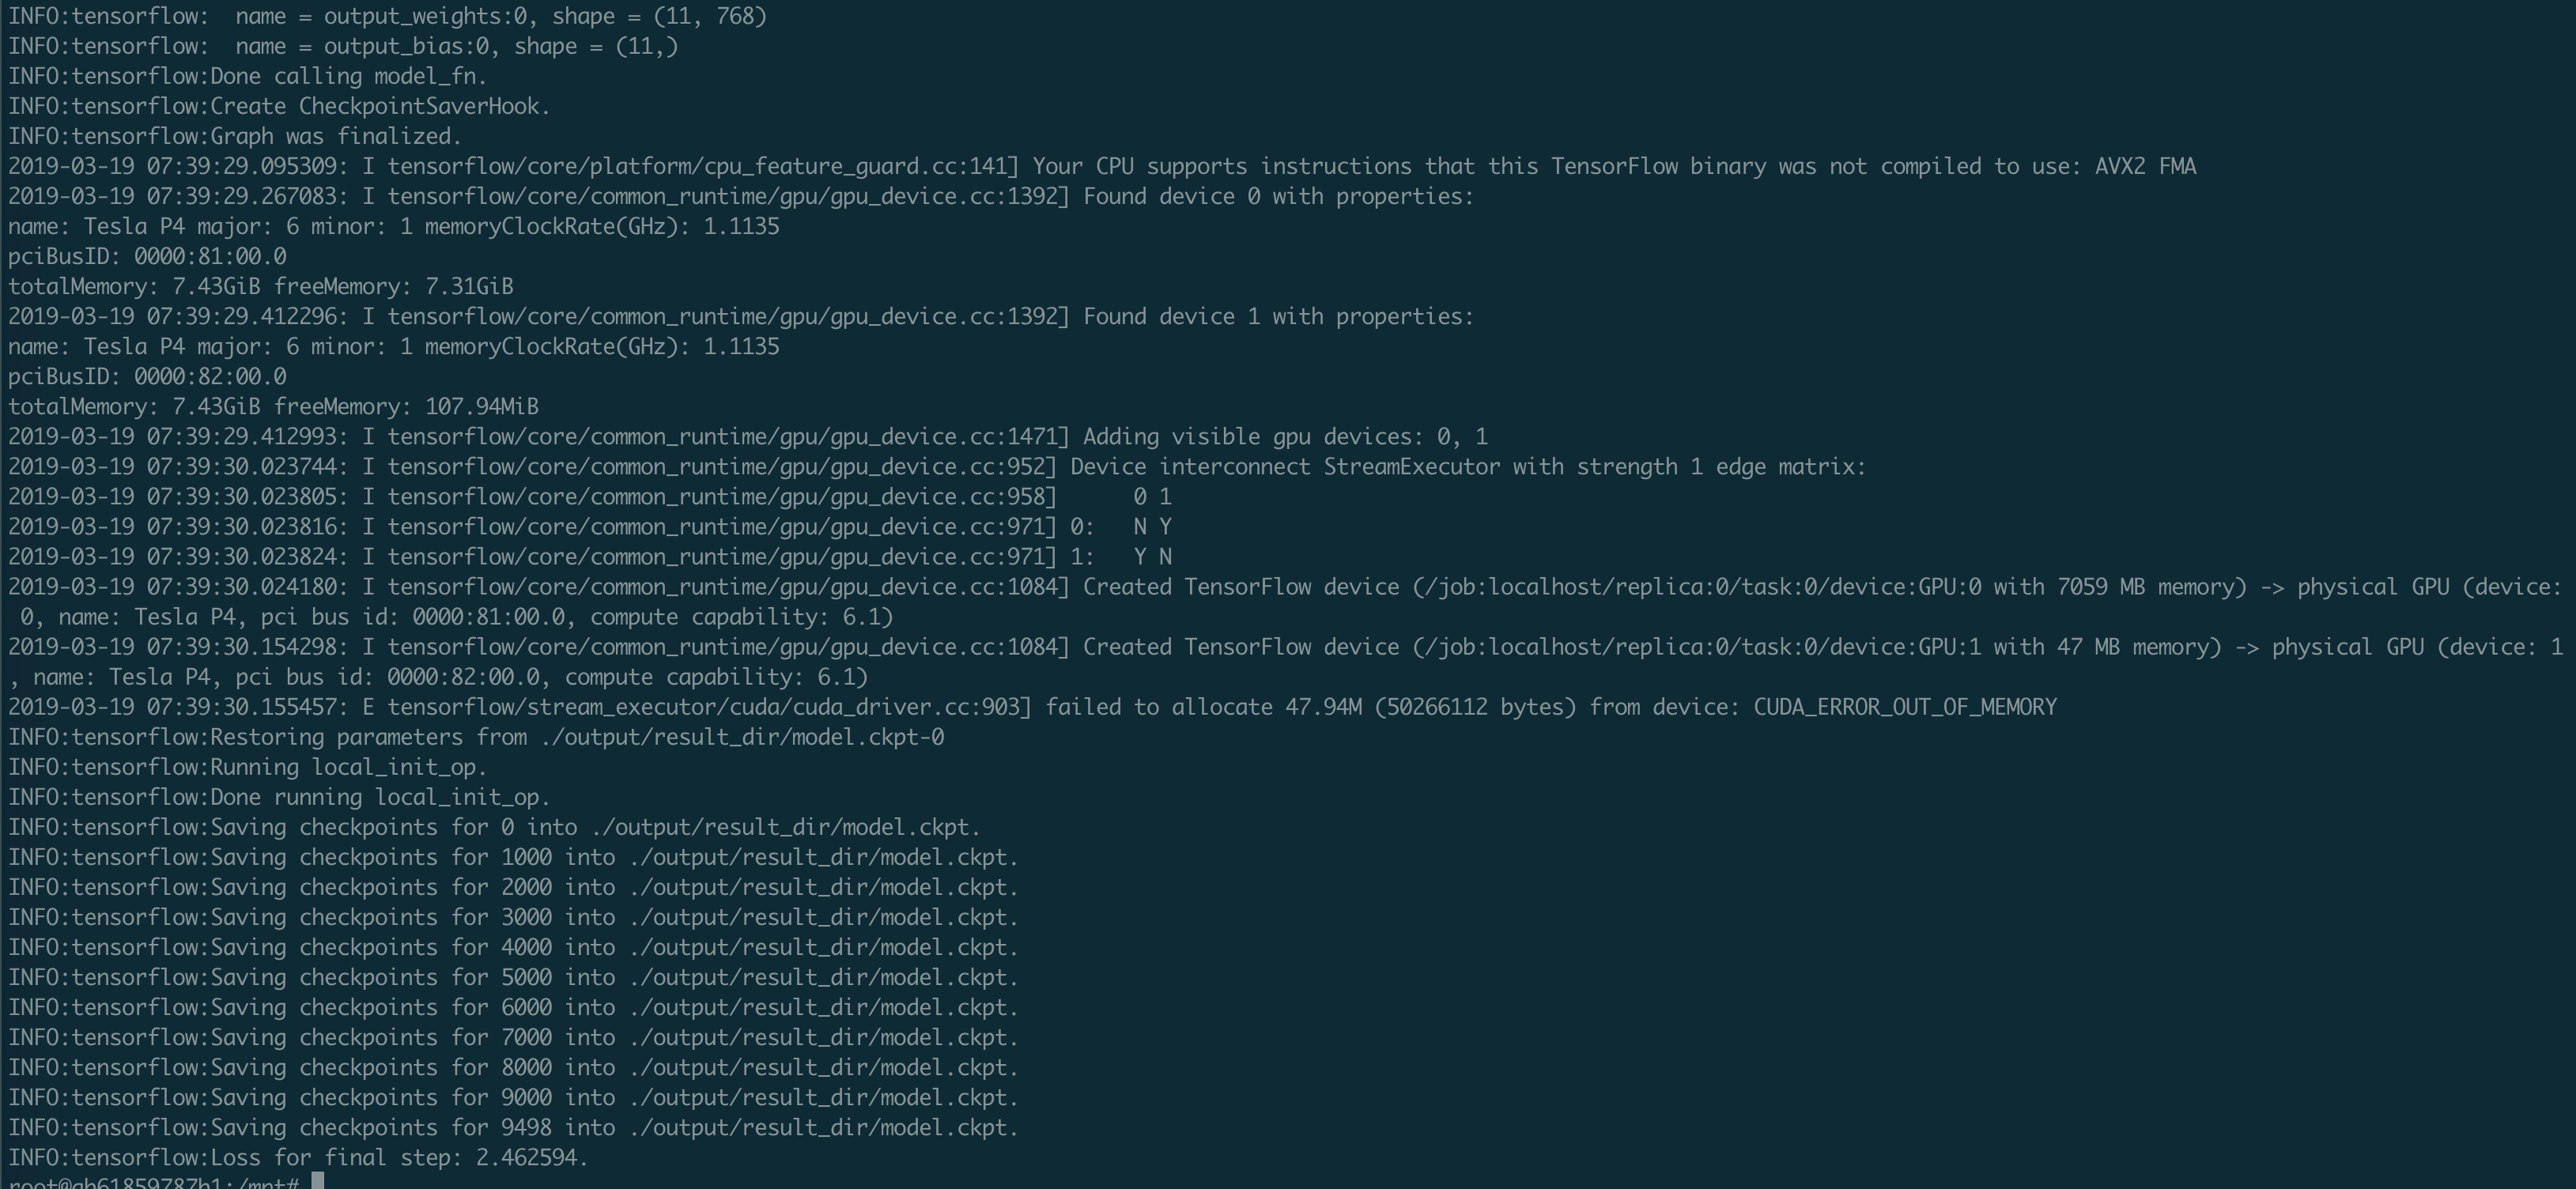 INFO:tensorflow:  name = output_weights:0, shape = (11, 768)
INFO:tensorflow:  name = output_bias:0, shape = (11,)
INFO:tensorflow:Done calling model_fn.
INFO:tensorflow:Create CheckpointSaverHook.
INFO:tensorflow:Graph was finalized.
2019-03-19 07:39:29.095309: I tensorflow/core/platform/cpu_feature_guard.cc:141] Your CPU supports instructions that this TensorFlow binary was not compiled to use: AVX2 FMA
2019-03-19 07:39:29.267083: I tensorflow/core/common_runtime/gpu/gpu_device.cc:1392] Found device 0 with properties:
name: Tesla P4 major: 6 minor: 1 memoryClockRate(GHz): 1.1135
pciBusID: 0000:81:00.0
totalMemory: 7.43GiB freeMemory: 7.31GiB
2019-03-19 07:39:29.412296: I tensorflow/core/common_runtime/gpu/gpu_device.cc:1392] Found device 1 with properties:
name: Tesla P4 major: 6 minor: 1 memoryClockRate(GHz): 1.1135
pciBusID: 0000:82:00.0
totalMemory: 7.43GiB freeMemory: 107.94MiB
2019-03-19 07:39:29.412993: I tensorflow/core/common_runtime/gpu/gpu_device.cc:1471] Adding visible gpu devices: 0, 1
2019-03-19 07:39:30.023744: I tensorflow/core/common_runtime/gpu/gpu_device.cc:952] Device interconnect StreamExecutor with strength 1 edge matrix:
2019-03-19 07:39:30.023805: I tensorflow/core/common_runtime/gpu/gpu_device.cc:958]      0 1
2019-03-19 07:39:30.023816: I tensorflow/core/common_runtime/gpu/gpu_device.cc:971] 0:   N Y
2019-03-19 07:39:30.023824: I tensorflow/core/common_runtime/gpu/gpu_device.cc:971] 1:   Y N
2019-03-19 07:39:30.024180: I tensorflow/core/common_runtime/gpu/gpu_device.cc:1084] Created TensorFlow device (/job:localhost/replica:0/task:0/device:GPU:0 with 7059 MB memory) -> physical GPU (device:
 0, name: Tesla P4, pci bus id: 0000:81:00.0, compute capability: 6.1)
2019-03-19 07:39:30.154298: I tensorflow/core/common_runtime/gpu/gpu_device.cc:1084] Created TensorFlow device (/job:localhost/replica:0/task:0/device:GPU:1 with 47 MB memory) -> physical GPU (device: 1
, name: Tesla P4, pci bus id: 0000:82:00.0, compute capability: 6.1)
2019-03-19 07:39:30.155457: E tensorflow/stream_executor/cuda/cuda_driver.cc:903] failed to allocate 47.94M (50266112 bytes) from device: CUDA_ERROR_OUT_OF_MEMORY
INFO:tensorflow:Restoring parameters from ./output/result_dir/model.ckpt-0
INFO:tensorflow:Running local_init_op.
INFO:tensorflow:Done running local_init_op.
INFO:tensorflow:Saving checkpoints for 0 into ./output/result_dir/model.ckpt.
INFO:tensorflow:Saving checkpoints for 1000 into ./output/result_dir/model.ckpt.
INFO:tensorflow:Saving checkpoints for 2000 into ./output/result_dir/model.ckpt.
INFO:tensorflow:Saving checkpoints for 3000 into ./output/result_dir/model.ckpt.
INFO:tensorflow:Saving checkpoints for 4000 into ./output/result_dir/model.ckpt.
INFO:tensorflow:Saving checkpoints for 5000 into ./output/result_dir/model.ckpt.
INFO:tensorflow:Saving checkpoints for 6000 into ./output/result_dir/model.ckpt.
INFO:tensorflow:Saving checkpoints for 7000 into ./output/result_dir/model.ckpt.
INFO:tensorflow:Saving checkpoints for 8000 into ./output/result_dir/model.ckpt.
INFO:tensorflow:Saving checkpoints for 9000 into ./output/result_dir/model.ckpt.
INFO:tensorflow:Saving checkpoints for 9498 into ./output/result_dir/model.ckpt.
INFO:tensorflow:Loss for final step: 2.462594.